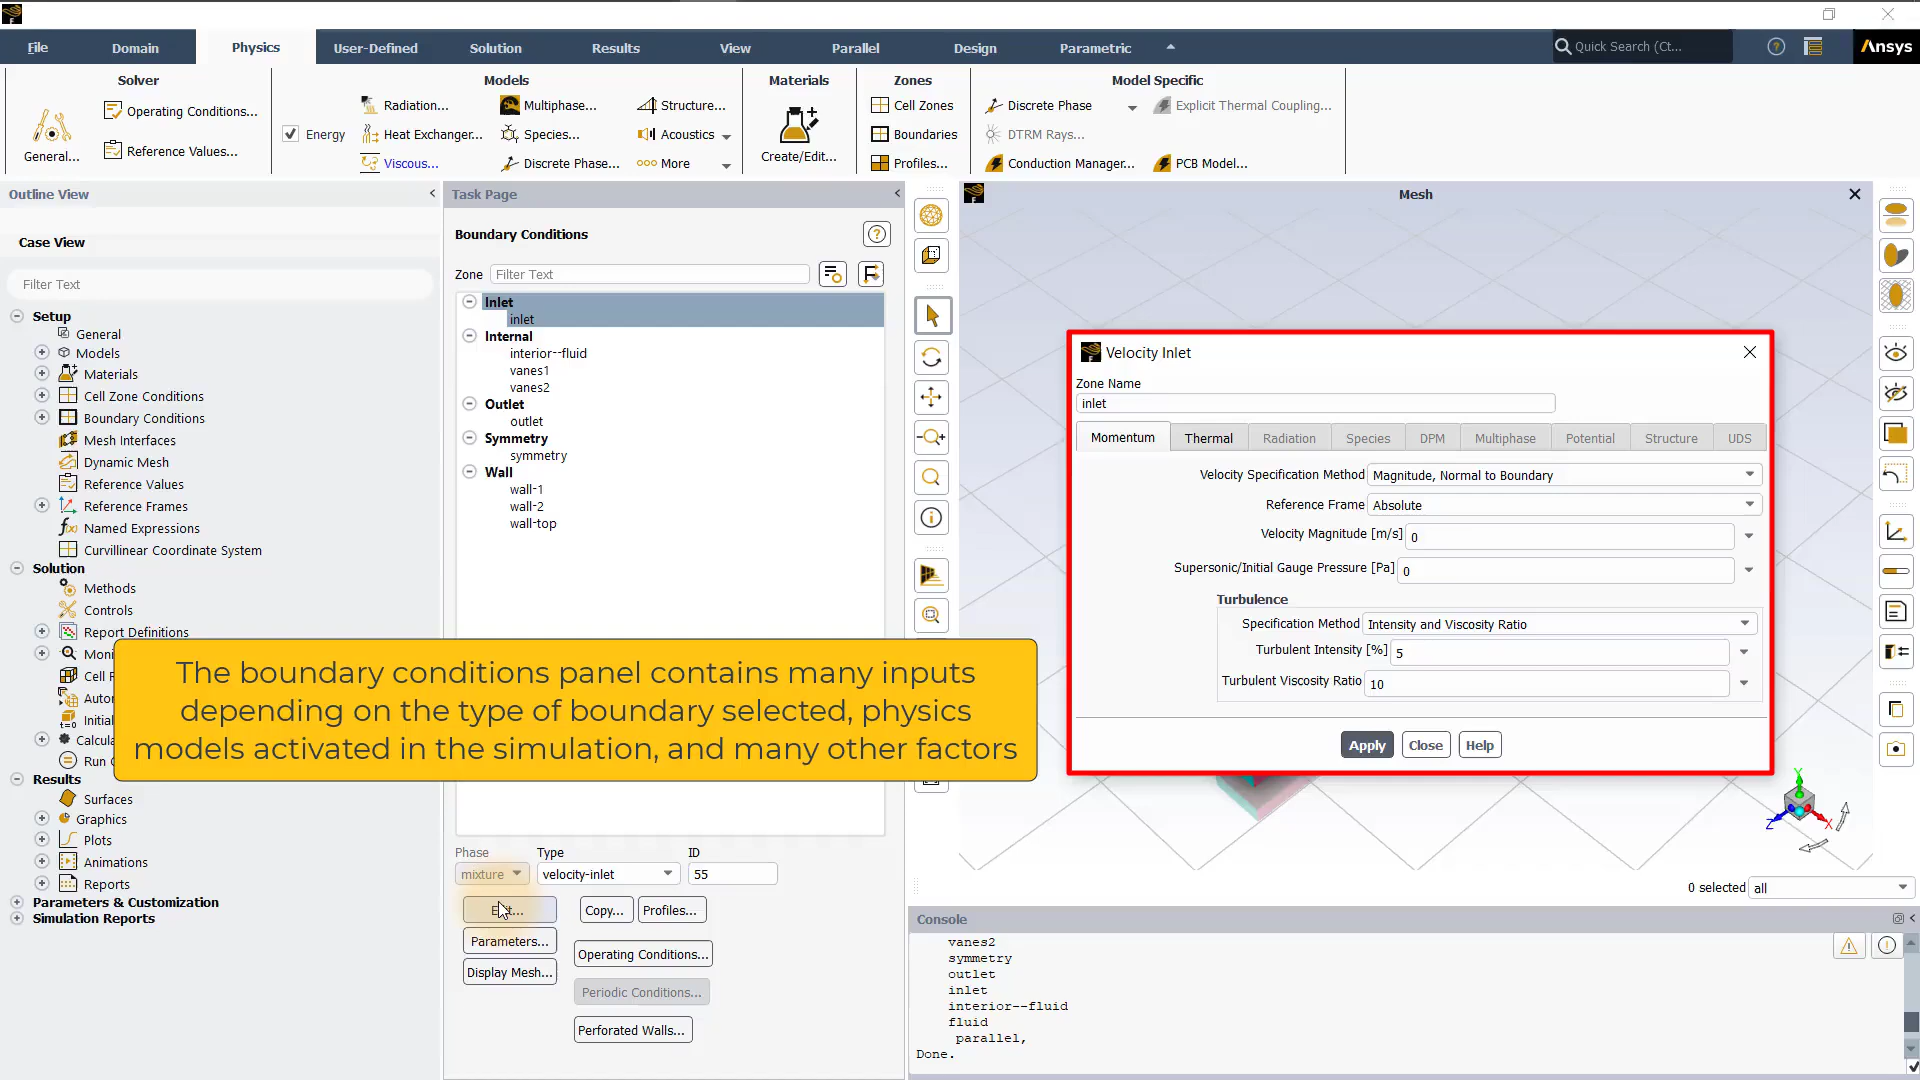 File
Domain
Physics
User-Defined
Solution
Results
View
Parallel
Design
Parametric
Quick Search (Ct...
Ansys
Solver
Models
Materials
Zones
Model Specific
General...
Operating Conditions...
Reference Values...
Energy
Radiation...
Heat Exchanger...
Viscous...
Multiphase...
Species...
Discrete Phase...
Structure...
Acoustics
More
Create/Edit...
Cell Zones
Boundaries
Profiles...
Discrete Phase
DTRM Rays...
Conduction Manager...
Explicit Thermal Coupling...
PCB Model...
Outline View
Case View
Filter Text
Setup
General
Models
Materials
Cell Zone Conditions
Boundary Conditions
Mesh Interfaces
Dynamic Mesh
Reference Values
Reference Frames
Named Expressions
Curvillinear Coordinate System
Solution
Methods
Controls
Report Definitions
Moni
Cell F
Autor
Initial
Calcula
Run C
Results
Surfaces
Graphics
Plots
Animations
Reports
Parameters & Customization
Simulation Reports
Task Page
Boundary Conditions
Zone Filter Text
Inlet
inlet
Internal
interior--fluid
vanes1
vanes2
Outlet
outlet
Symmetry
symmetry
Wall
wall-1
wall-2
wall-top
The boundary conditions panel contains many inputs
depending on the type of boundary selected, physics
models activated in the simulation, and many other factors
Phase Type ID
mixture velocity-inlet 55
Copy... Profiles...
Parameters... Operating Conditions...
Display Mesh...
Periodic Conditions...
Perforated Walls...
Mesh
Velocity Inlet
Zone Name
inlet
Momentum Thermal Radiation Species DPM Multiphase Potential Structure UDS
Velocity Specification Method Magnitude, Normal to Boundary
Reference Frame Absolute
Velocity Magnitude [m/s] 0
Supersonic/Initial Gauge Pressure [Pa] 0
Turbulence
Specification Method Intensity and Viscosity Ratio
Turbulent Intensity [%] 5
Turbulent Viscosity Ratio 10
Apply Close Help
Y
Z
X
0 selected all
Console
vanes2
symmetry
outlet
inlet
interior--fluid
fluid
parallel,
Done.